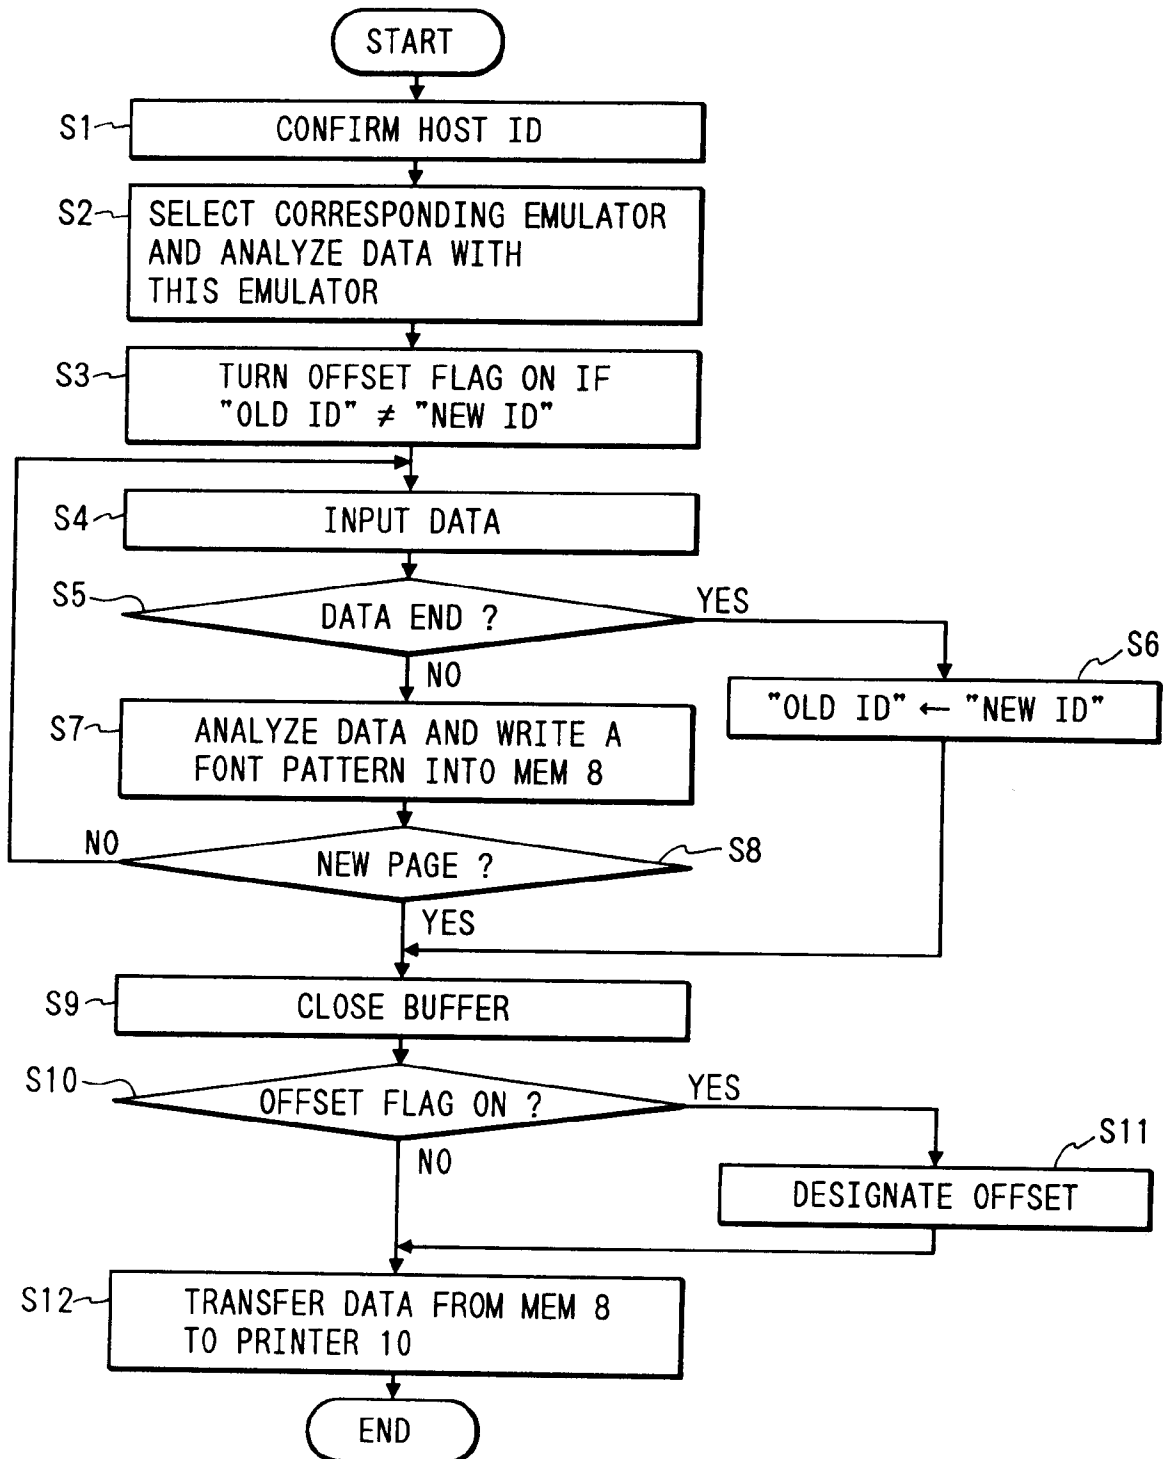 START
S1
CONFIRM HOST ID
S2
SELECT CORRESPONDING EMULATOR
AND ANALYZE DATA WITH
THIS EMULATOR
S3
TURN OFFSET FLAG ON IF
"OLD ID" ≠ "NEW ID"
S4
INPUT DATA
S5
DATA END ?
YES
NO
S6
"OLD ID" ← "NEW ID"
S7
ANALYZE DATA AND WRITE A
FONT PATTERN INTO MEM 8
NO
NEW PAGE ?
S8
YES
S9
CLOSE BUFFER
S10
OFFSET FLAG ON ?
YES
NO
S11
DESIGNATE OFFSET
S12
TRANSFER DATA FROM MEM 8
TO PRINTER 10
END